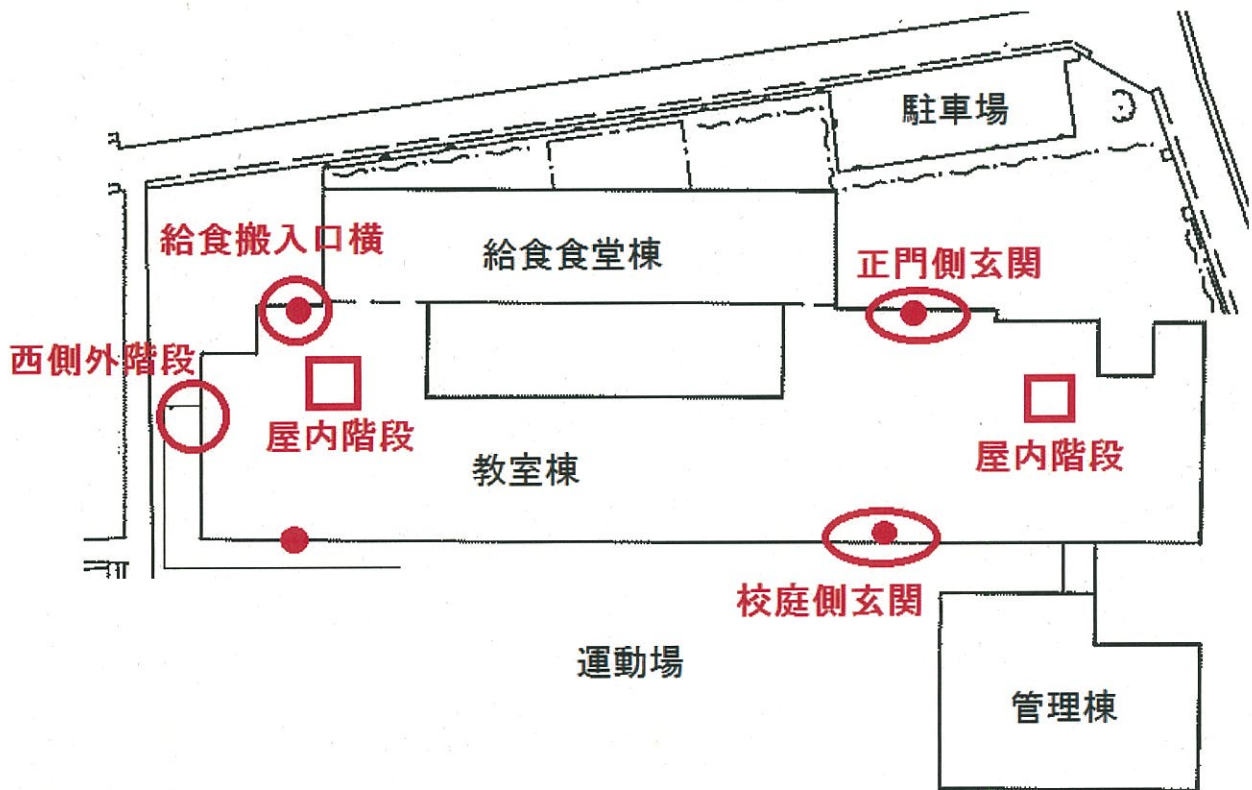 駐車場
給食搬入口横
給食食堂棟
正門側玄関
西側外階段
屋内階段
教室棟
屋内階段
校庭側玄関
運動場
管理棟